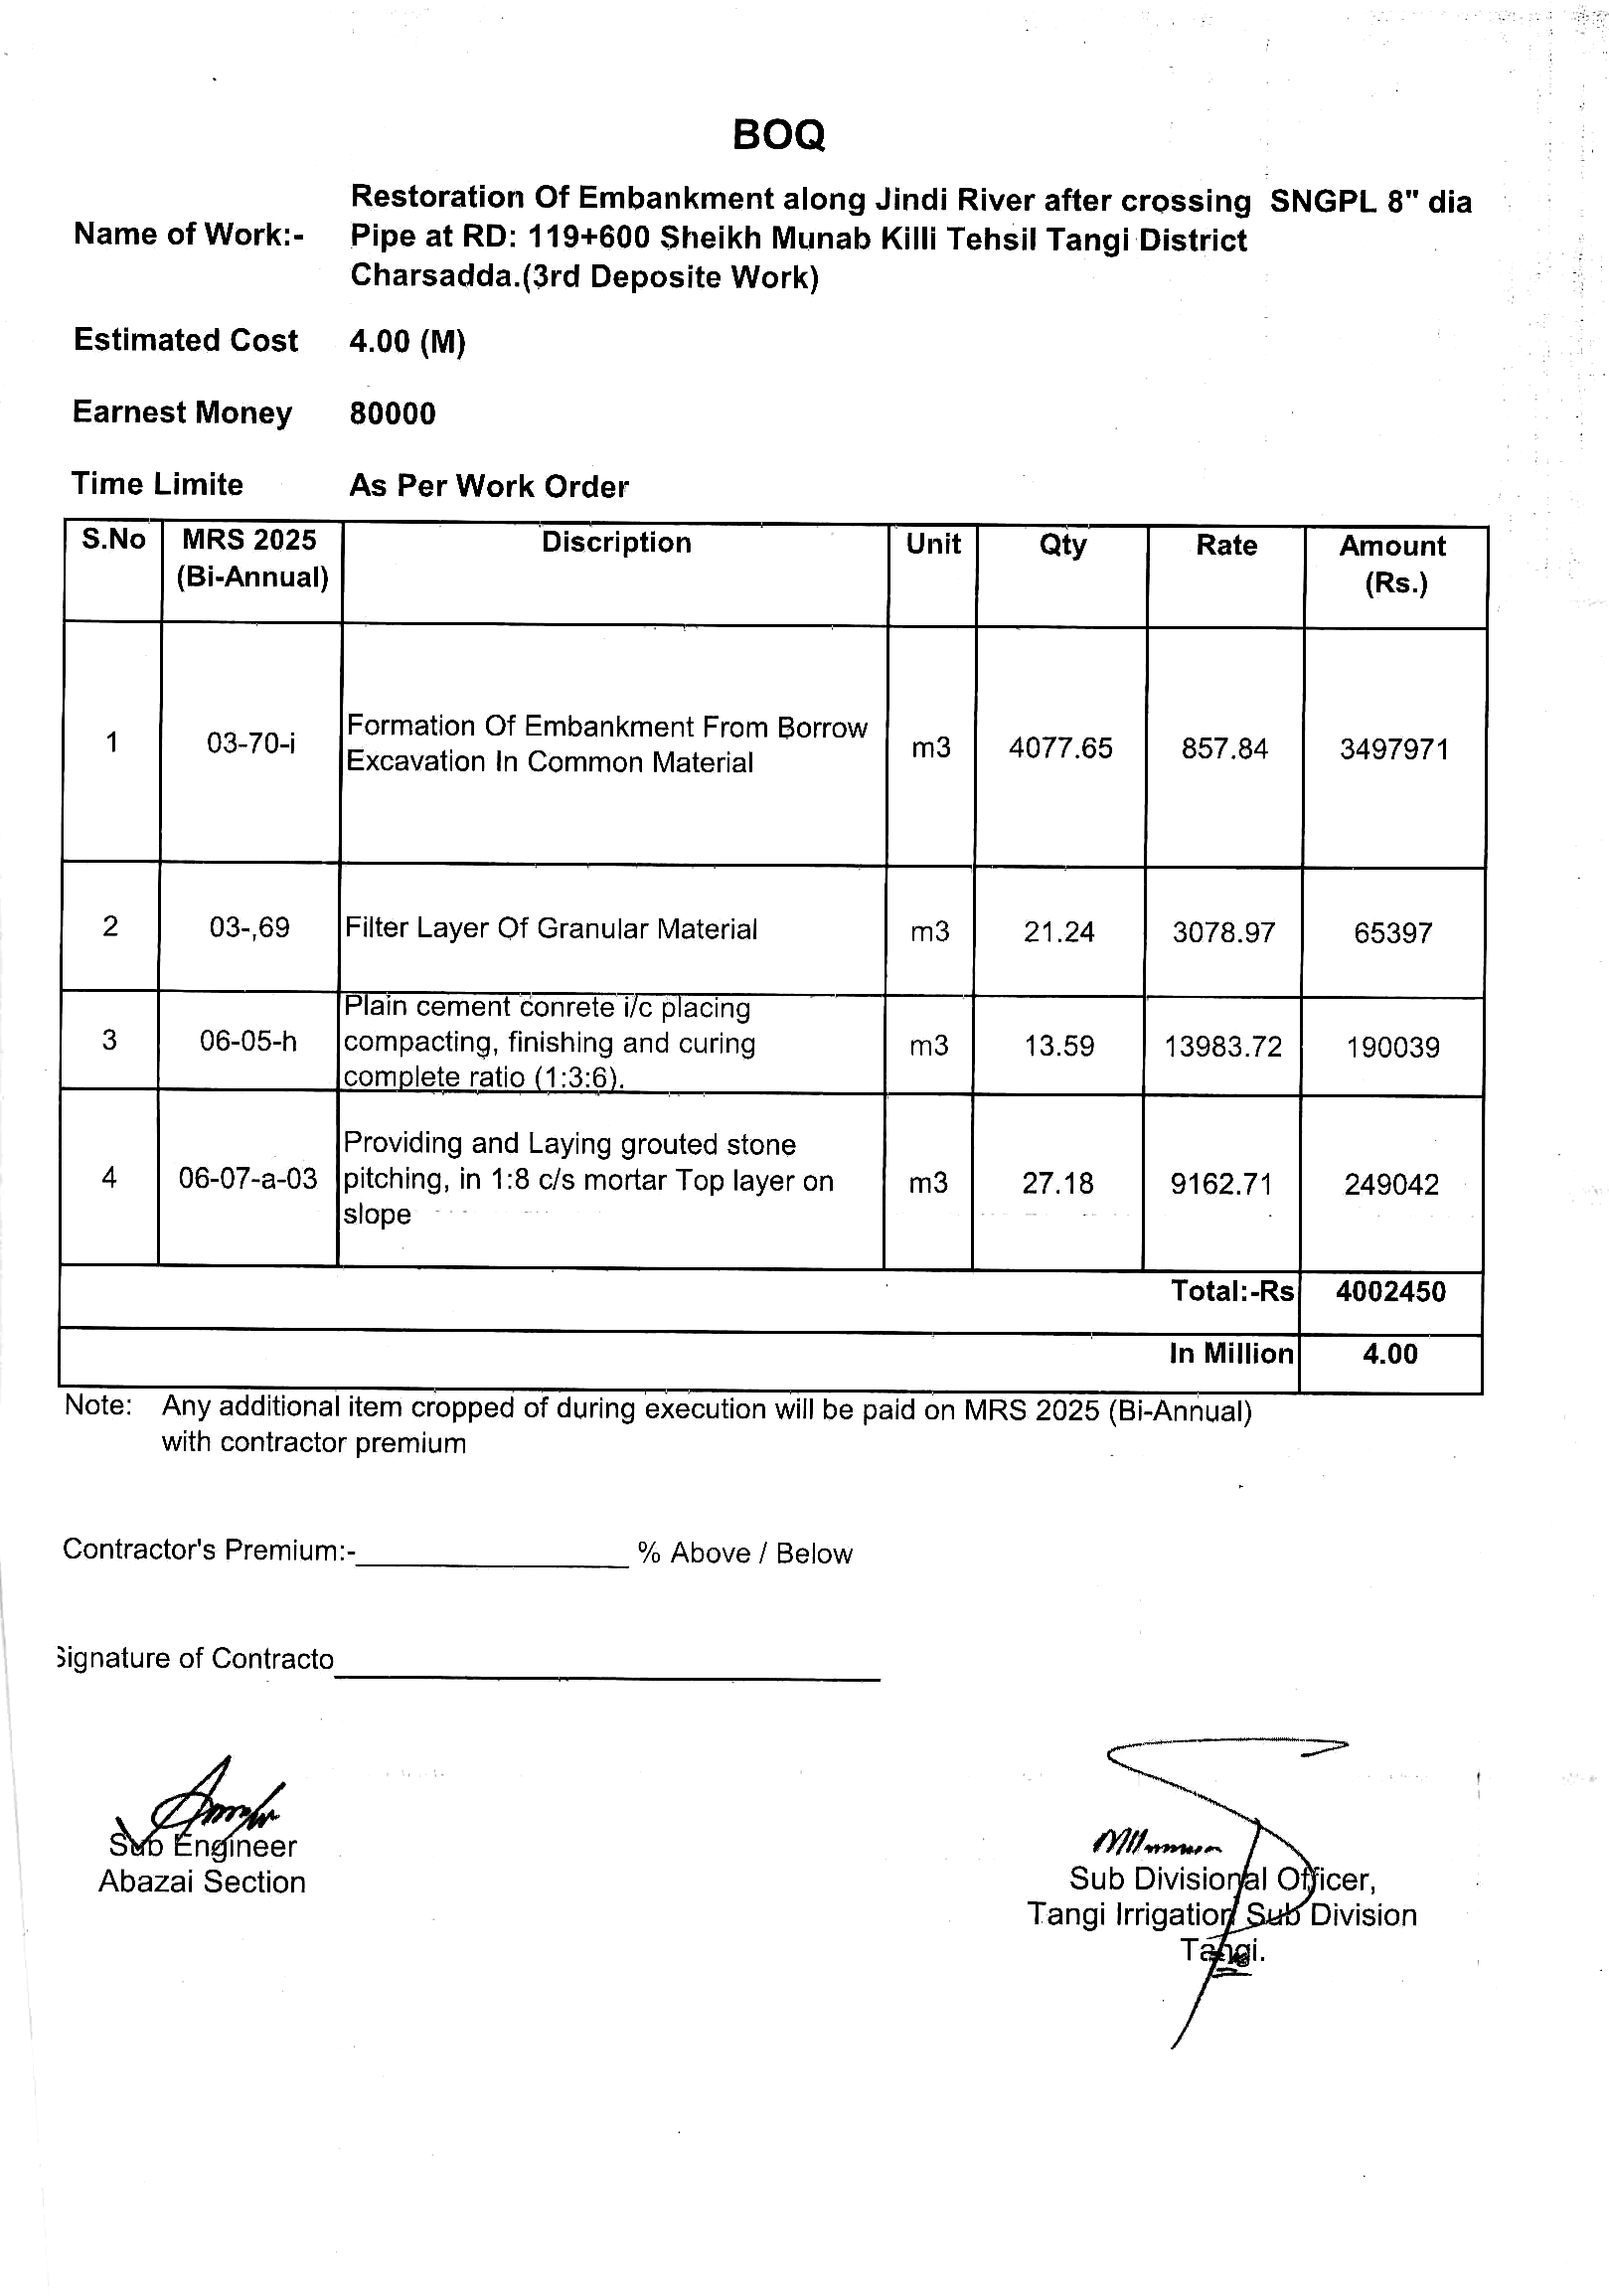 BOQ
Name of Work:-
Restoration Of Embankment along Jindi River after crossing SNGPL 8" dia
Pipe at RD: 119+600 Sheikh Munab Killi Tehsil Tangi District
Charsadda.(3rd Deposite Work)
Estimated Cost 4.00 (M)
Earnest Money 80000
Time Limite As Per Work Order
S.No MRS 2025 (Bi-Annual) Discription Unit Qty Rate Amount (Rs.)
1 03-70-i Formation Of Embankment From Borrow Excavation In Common Material m3 4077.65 857.84 3497971
2 03-,69 Filter Layer Of Granular Material m3 21.24 3078.97 65397
3 06-05-h Plain cement conrete i/c placing compacting, finishing and curing complete ratio (1:3:6). m3 13.59 13983.72 190039
4 06-07-a-03 Providing and Laying grouted stone pitching, in 1:8 c/s mortar Top layer on slope m3 27.18 9162.71 249042
Total:-Rs 4002450
In Million 4.00
Note: Any additional item cropped of during execution will be paid on MRS 2025 (Bi-Annual)
with contractor premium
Contractor's Premium:- % Above / Below
Signature of Contracto
Sub Engineer
Abazai Section
Sub Divisional Officer,
Tangi Irrigation Sub Division
Tangi.